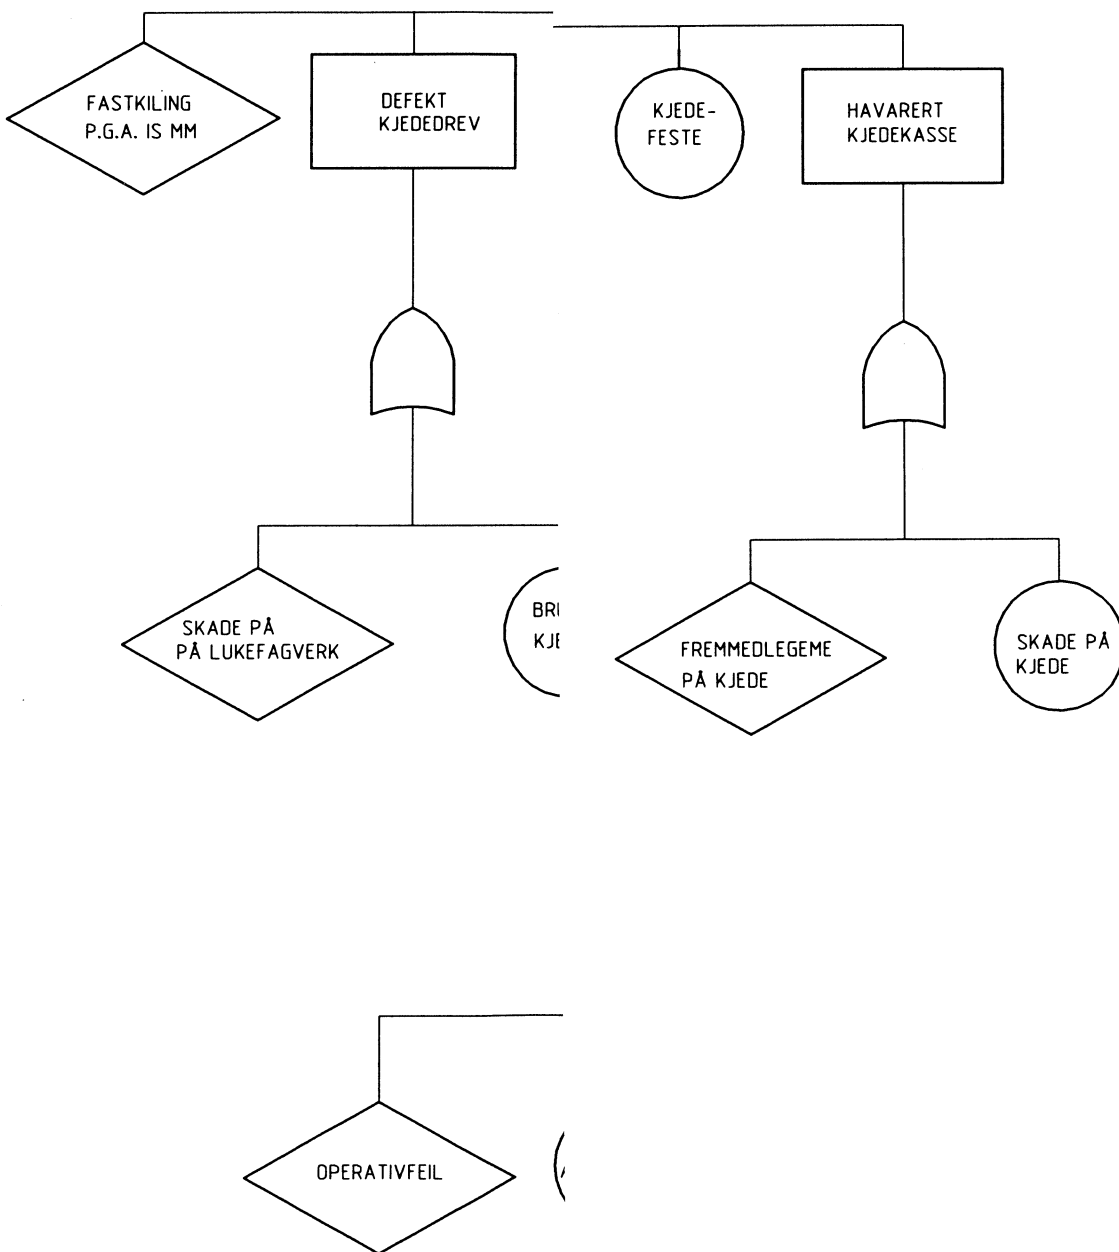 FASTKILING
P.G.A. IS MM
DEFEKT
KJEDEDREV
KJEDE-
FESTE
HAVARERT
KJEDEKASSE
SKADE PÅ
PÅ LUKEFAGVERK
FREMMEDLEGEME
PÅ KJEDE
SKADE PÅ
KJEDE
OPERATIVFEIL